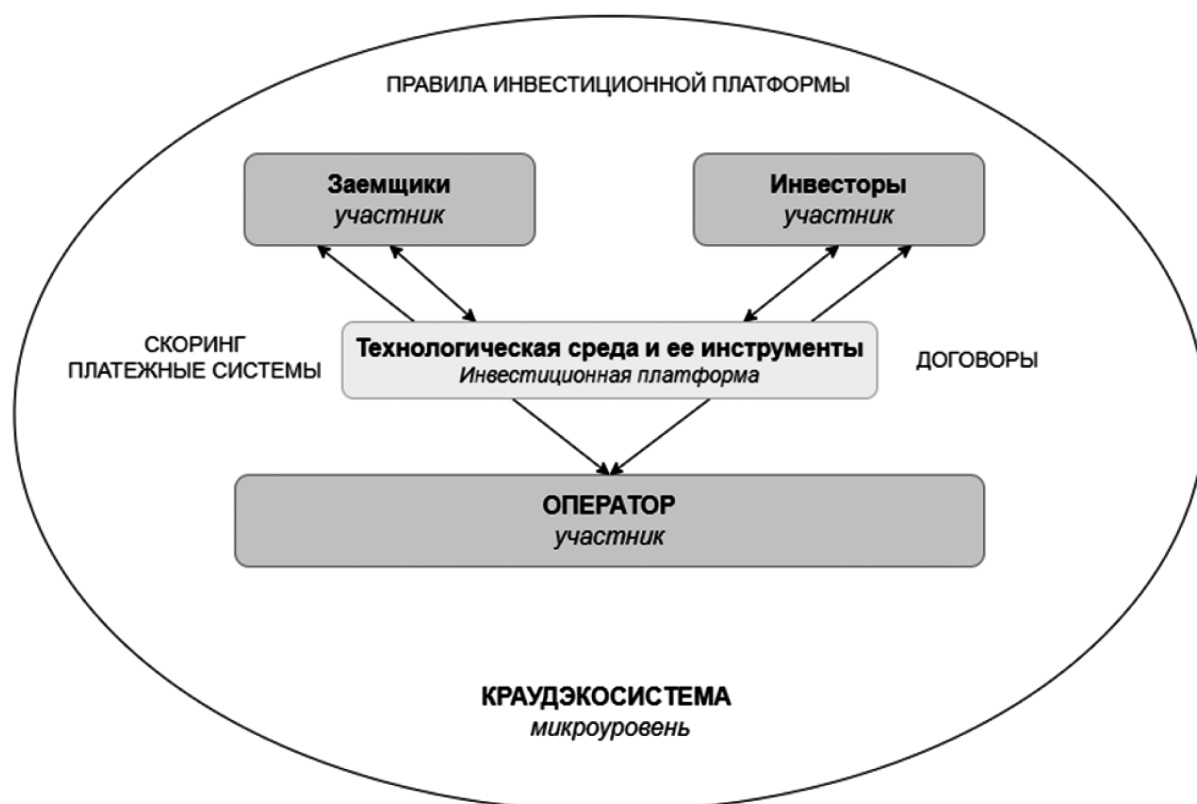 ПРАВИЛА ИНВЕСТИЦИОННОЙ ПЛАТФОРМЫ
Заемщики
участник
Инвесторы
участник
СКОРИНГ
ПЛАТЕЖНЫЕ СИСТЕМЫ
Технологическая среда и ее инструменты
Инвестиционная платформа
ДОГОВОРЫ
ОПЕРАТОР
участник
КРАУДЭКОСИСТЕМА
микроуровень